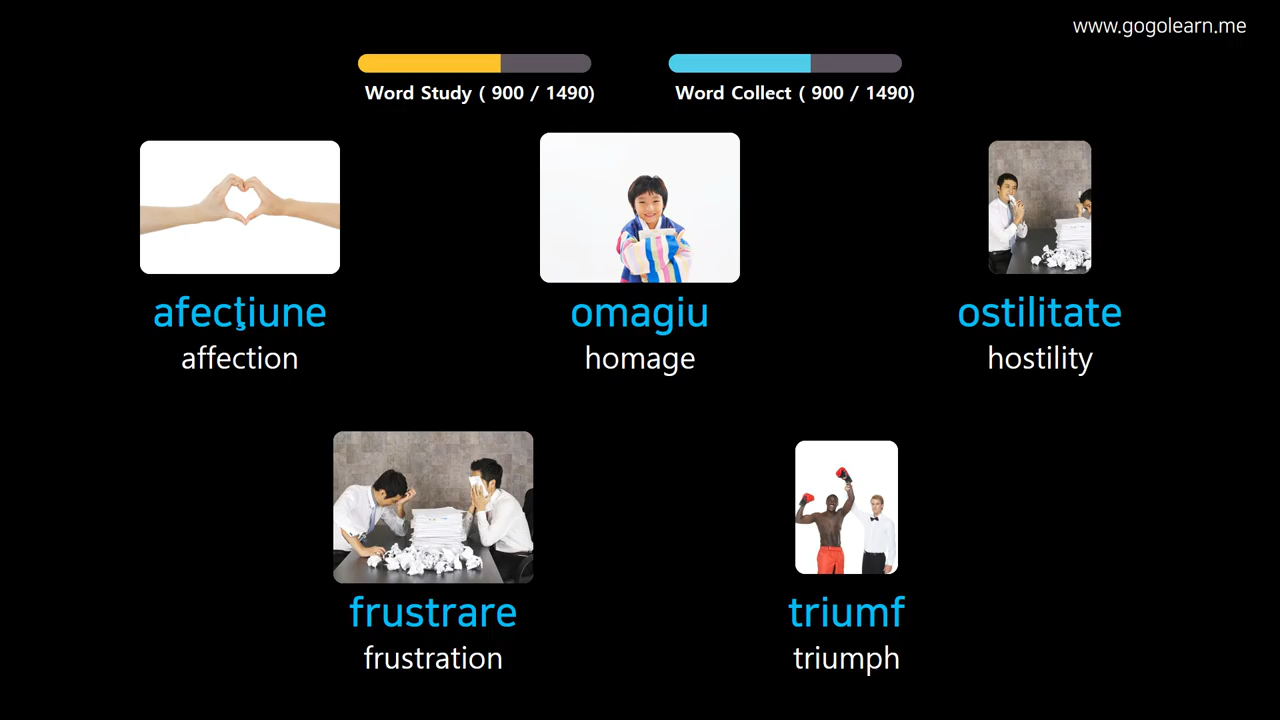 www.gogolearn.me
Word Study ( 900 / 1490)
Word Collect ( 900 / 1490)
afecţiune
affection
omagiu
homage
ostilitate
hostility
frustrare
frustration
triumf
triumph